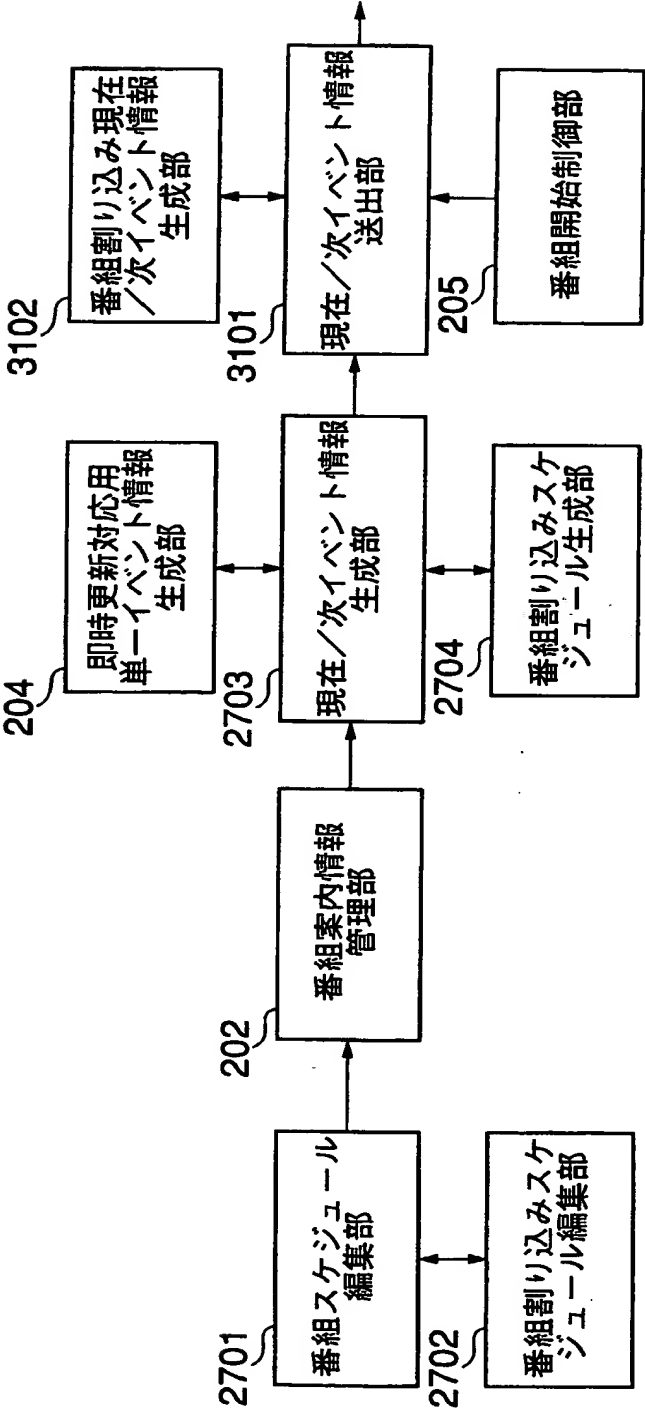 2701
番組スケジュール
編集部
2702
番組割り込みスケ
ジュール編集部
202
番組案内情報
管理部
204
即時更新対応用
単一イベント情報
生成部
2703
現在/次イベント情報
生成部
2704
番組割り込みスケ
ジュール生成部
3102
番組割り込み現在
/次イベント情報
生成部
3101
現在/次イベント情報
送出部
205
番組開始制御部